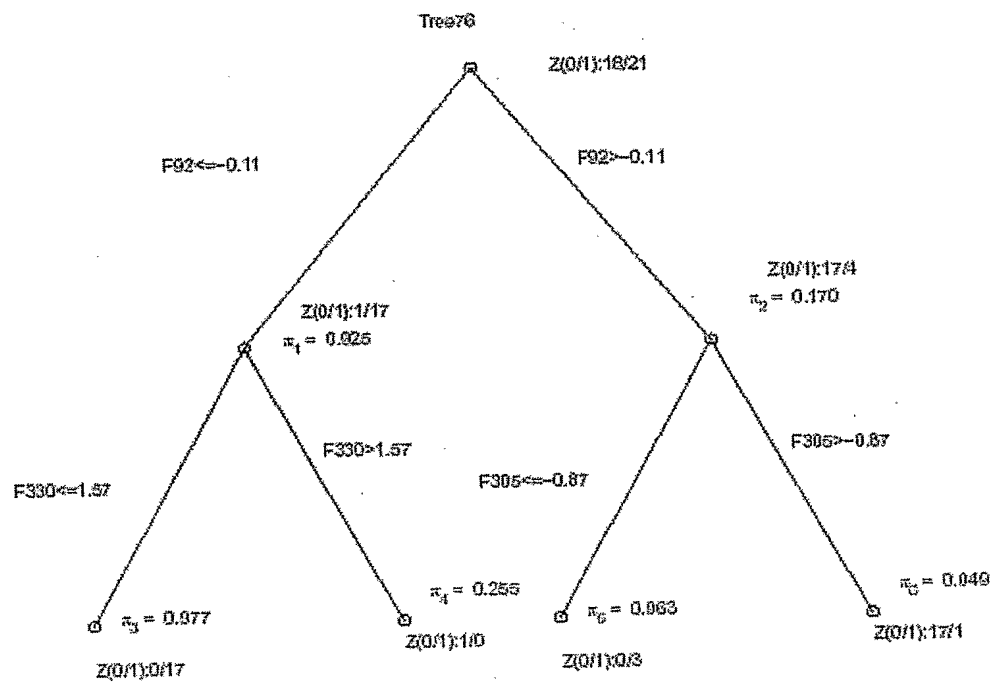 Tree76
Z(0/1):18/21
F92<=-0.11
F92>-0.11
Z(0/1):17/4
π2 = 0.170
Z(0/1):1/17
π1 = 0.925
F330<=1.57
F330>1.57
F305<=-0.87
F305>-0.87
π3 = 0.977
Z(0/1):0/17
π4 = 0.255
Z(0/1):1/0
π5 =
Z(0/1):0/3
π6 = 0.049
Z(0/1):17/1